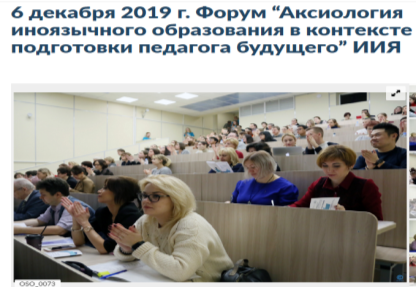 6 декабря 2019 г. Форум “Аксиология
иноязычного образования в контексте
подготовки педагога будущего” ИИЯ
OSO_0073